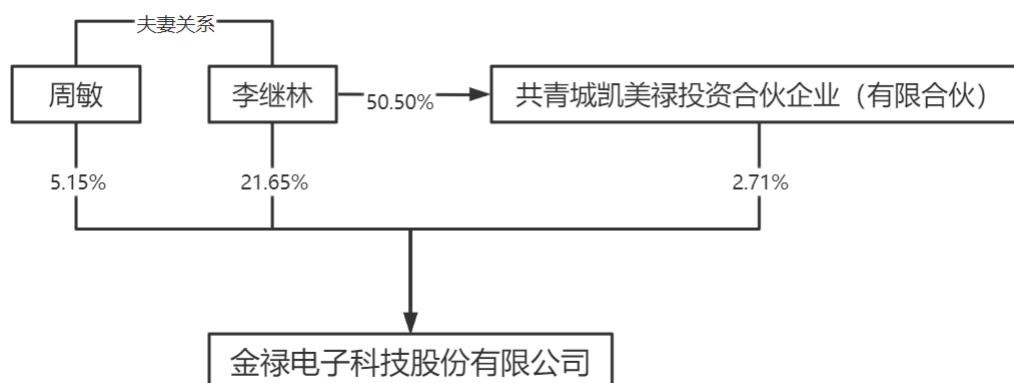 夫妻关系
周敏
李继林
50.50%
共青城凯美禄投资合伙企业（有限合伙）
5.15%
21.65%
2.71%
金禄电子科技股份有限公司